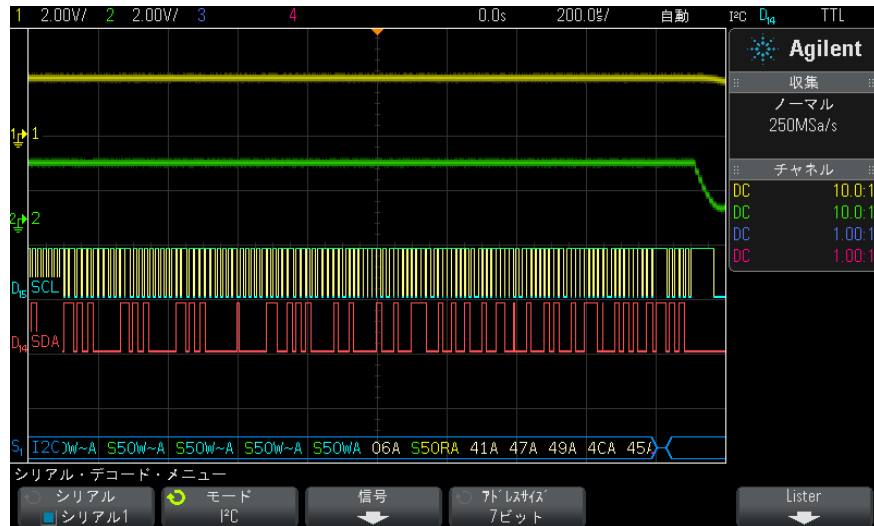 1 2.00V/ 2 2.00V/ 3 4 0.0s 200.0㎲/ 自動 I²C D14 TTL
Agilent
収集
ノーマル
250MSa/s
チャネル
DC 10.0:1
DC 10.0:1
DC 1.00:1
DC 1.00:1
1 1
2 2
D15 SCL
D14 SDA
S1 I2C 0W~A S50W~A S50W~A S50W~A S50WA 06A S50RA 41A 47A 49A 4CA 45A
シリアル・デコード・メニュー
シリアル モード 信号 アドレスサイズ Lister
シリアル1 I²C 7ビット